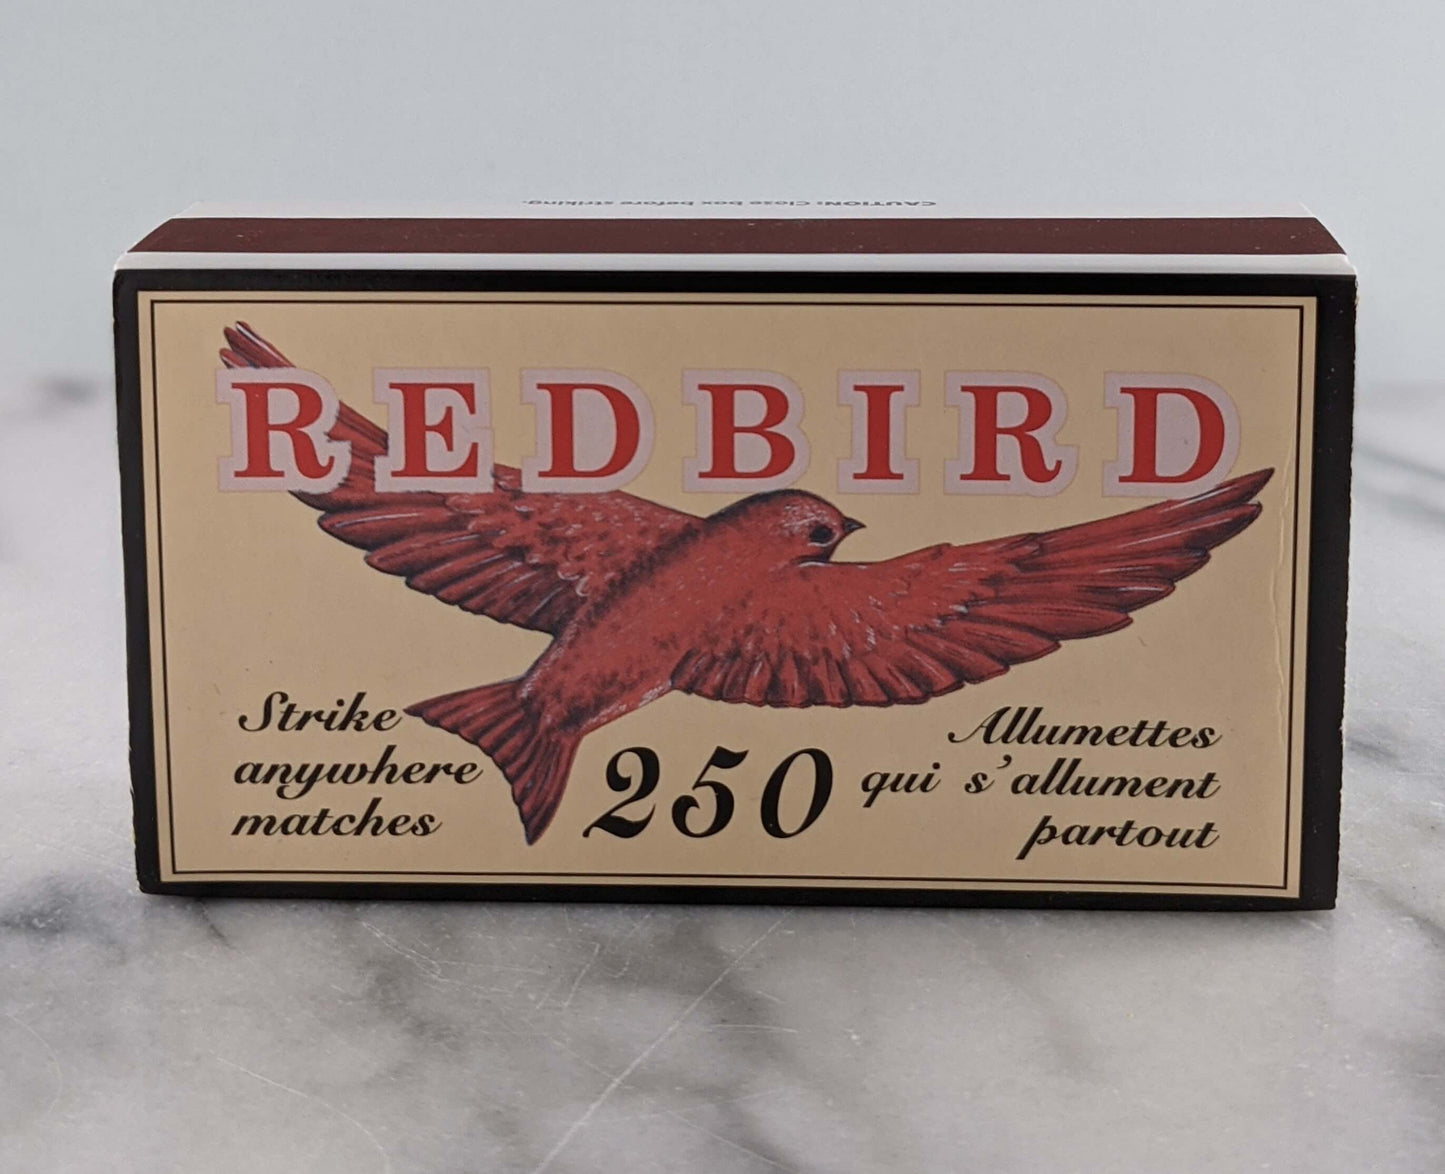 CAUTION: Close box before striking.
REDBIRD
Strike
anywhere
matches
250
Allumettes
qui s'allument
partout